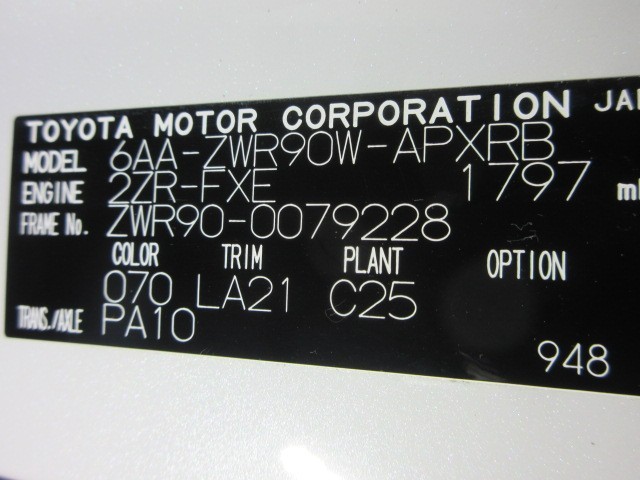 TOYOTA MOTOR CORPORATION JA
MODEL 6AA-ZWR90W-APXRB
ENGINE 2ZR-FXE 1797 m
FRAME No. ZWR90-0079228
COLOR TRIM PLANT OPTION
070 LA21 C25
TRANS./AXLE PA10
948